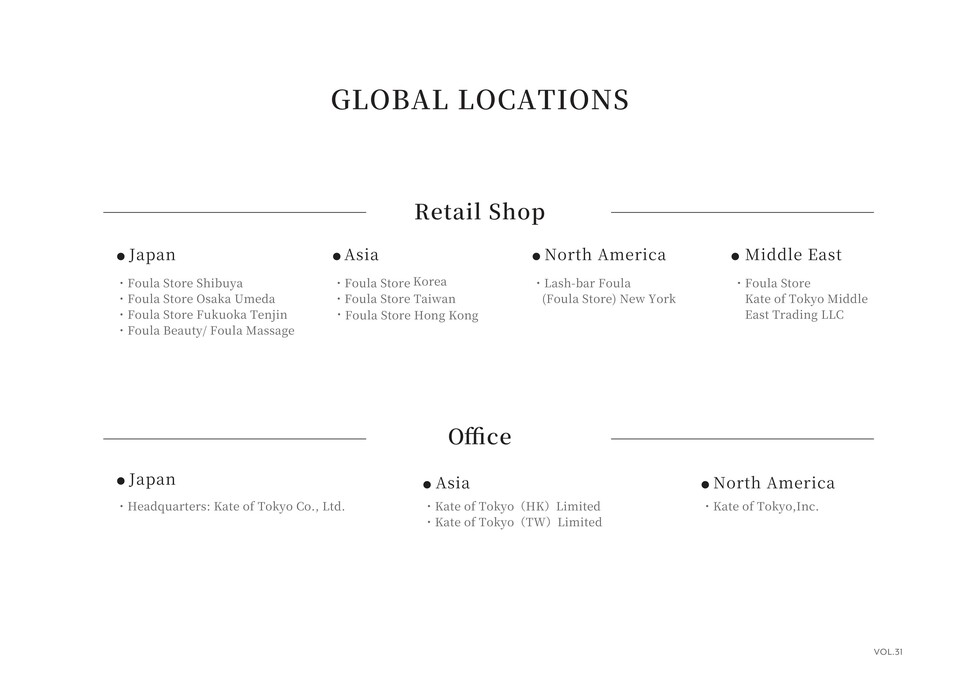 GLOBAL LOCATIONS
Retail Shop
●Japan
・Foula Store Shibuya
・Foula Store Osaka Umeda
・Foula Store Fukuoka Tenjin
・Foula Beauty/ Foula Massage
●Asia
・Foula Store Korea
・Foula Store Taiwan
・Foula Store Hong Kong
●North America
・Lash-bar Foula
(Foula Store) New York
● Middle East
・Foula Store
Kate of Tokyo Middle
East Trading LLC
Office
●Japan
・Headquarters: Kate of Tokyo Co., Ltd.
●Asia
・Kate of Tokyo（HK）Limited
・Kate of Tokyo（TW）Limited
●North America
・Kate of Tokyo,Inc.
VOL.31